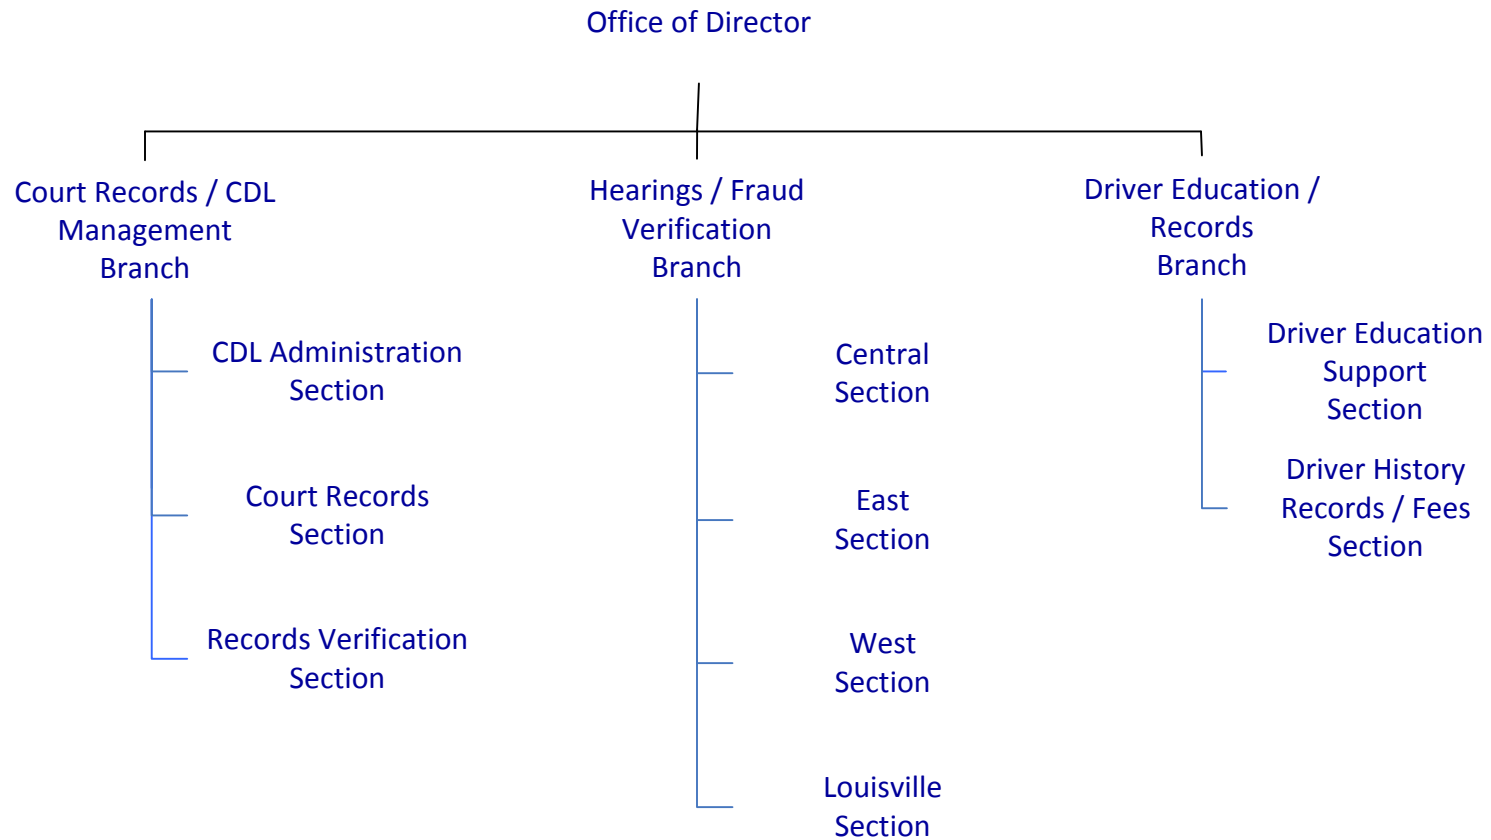 Office of Director
Court Records / CDL
Management
Branch
Hearings / Fraud
Verification
Branch
Driver Education /
Records
Branch
CDL Administration
Section
Court Records
Section
Records Verification
Section
Central
Section
East
Section
West
Section
Louisville
Section
Driver Education
Support
Section
Driver History
Records / Fees
Section